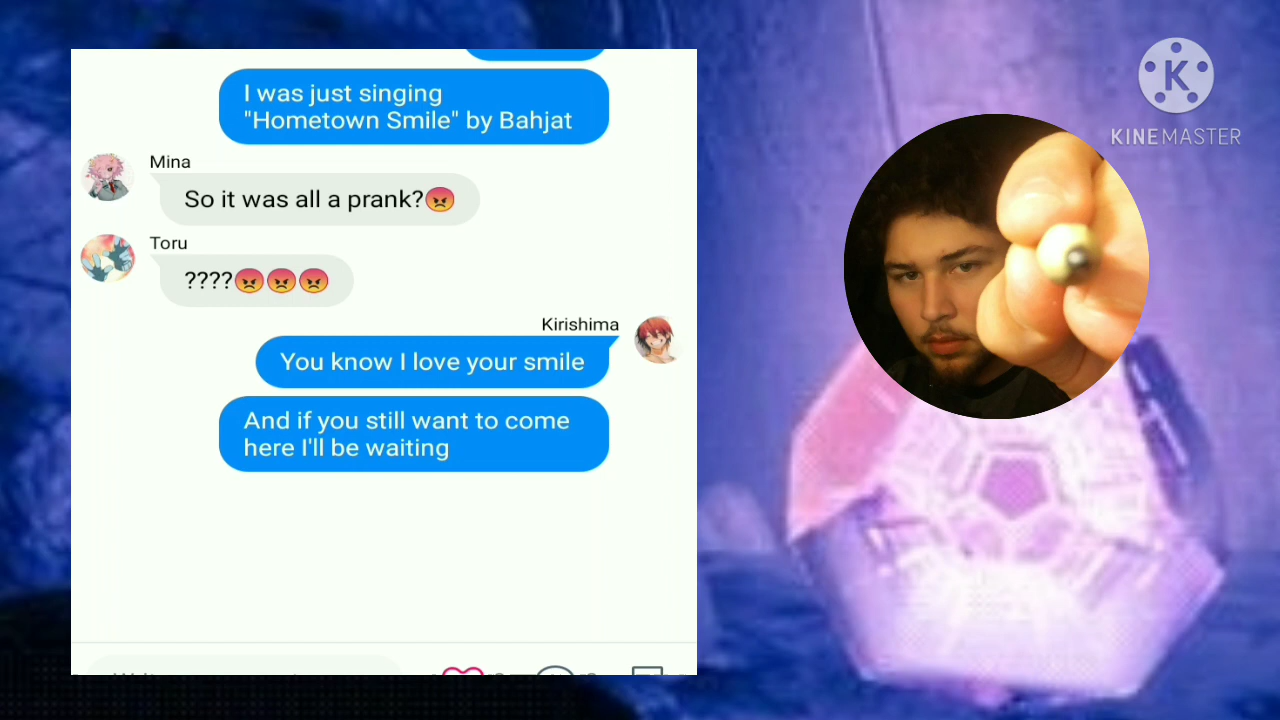 I was just singing
"Hometown Smile" by Bahjat
Mina
So it was all a prank?😡
Toru
????😡😡😡
Kirishima
You know I love your smile
And if you still want to come
here I'll be waiting
K
KINEMASTER